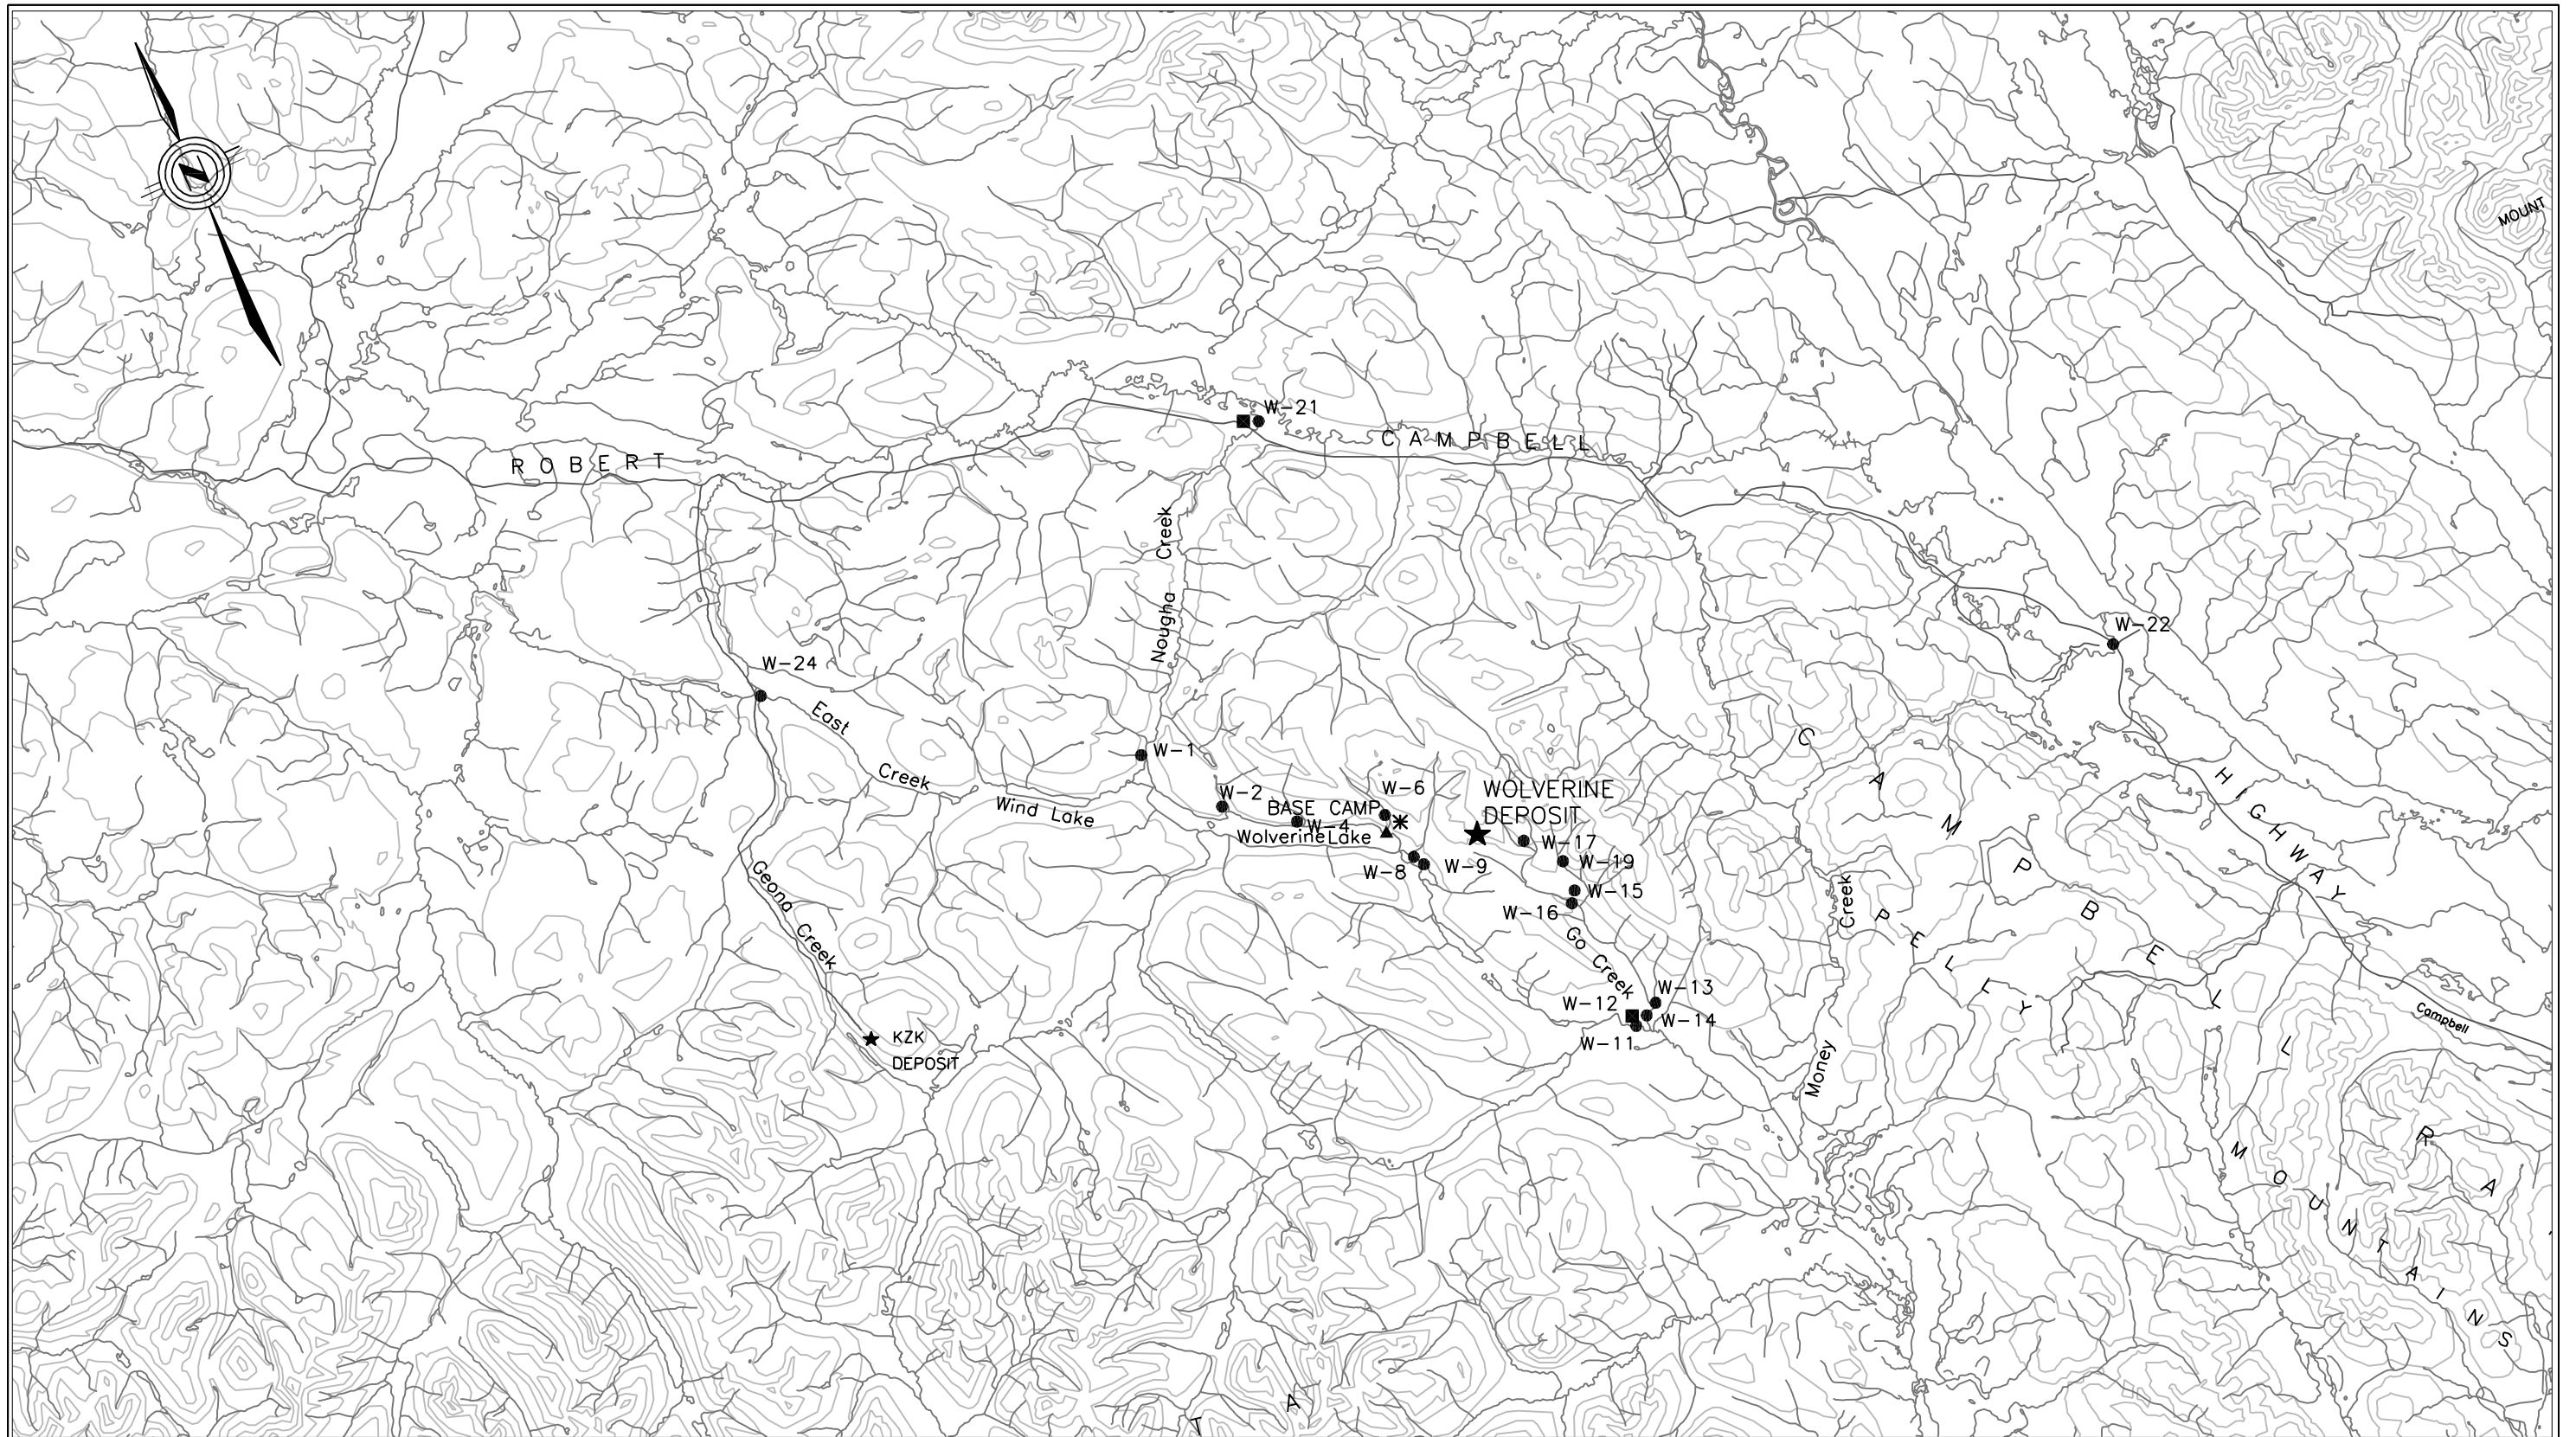 N
MOUNT
W-21
ROBERT
CAMPBELL
HIGHWAY
Nougha Creek
W-22
W-24
East Creek
W-1
Wind Lake
W-2
BASE CAMP
W-4
Wolverine Lake
W-6
WOLVERINE
DEPOSIT
W-17
W-19
W-8
W-9
W-15
W-16
Go Creek
Geona Creek
KZK
DEPOSIT
W-13
W-12
W-14
W-11
Money Creek
CAMPBELL
PELLY
MOUNTAINS
Campbell
R A
T A